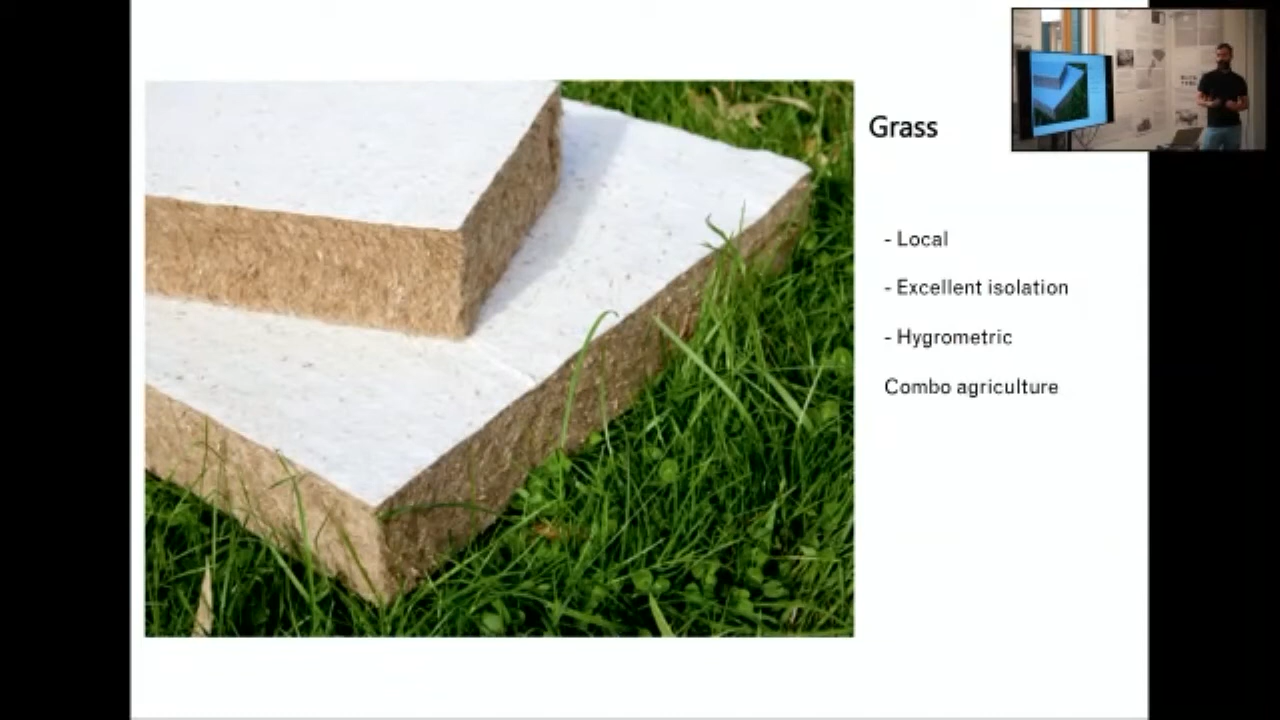 Grass
- Local
- Excellent isolation
- Hygrometric
Combo agriculture